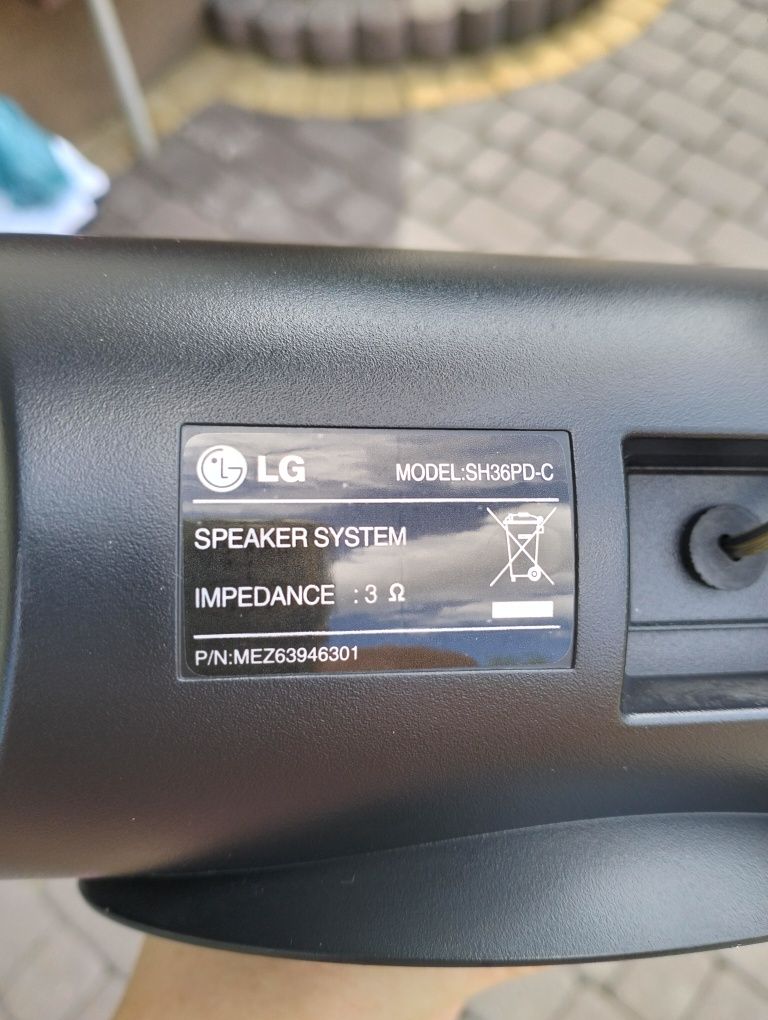 LG MODEL:SH36PD-C
SPEAKER SYSTEM
IMPEDANCE : 3 Ω
P/N:MEZ63946301